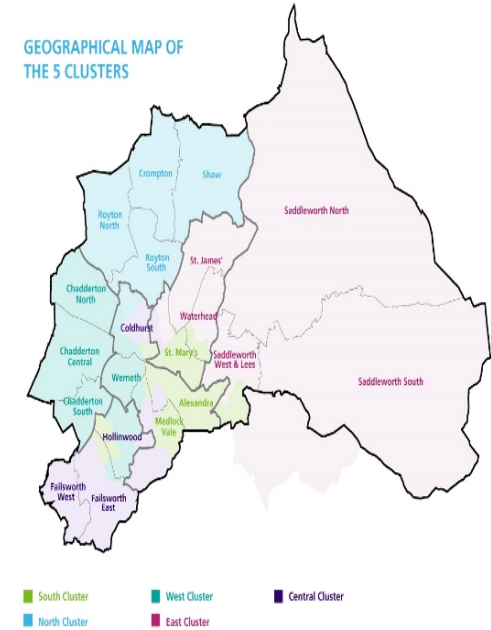 GEOGRAPHICAL MAP OF
THE 5 CLUSTERS
Crompton
Shaw
Royton
North
Royton
South
Saddleworth North
St. James'
Chadderton
North
Coldhurst
Waterhead
St. Mary's
Chadderton
Central
Saddleworth
West & Lees
Werneth
Saddleworth South
Chadderton
South
Alexandra
Medlock
Vale
Hollinwood
Failsworth
West
Failsworth
East
South Cluster
West Cluster
Central Cluster
North Cluster
East Cluster